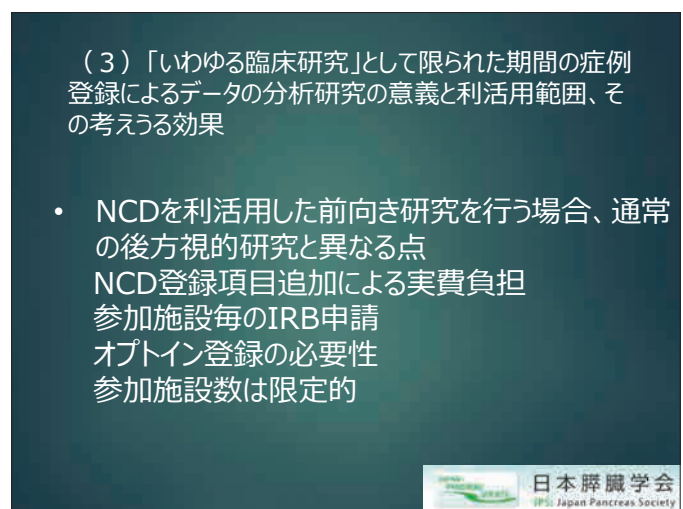 （３）「いわゆる臨床研究」として限られた期間の症例
登録によるデータの分析研究の意義と利活用範囲、そ
の考えうる効果
• NCDを利活用した前向き研究を行う場合、通常
の後方視的研究と異なる点
NCD登録項目追加による実費負担
参加施設毎のIRB申請
オプトイン登録の必要性
参加施設数は限定的
日本膵臓学会
JPS: Japan Pancreas Society